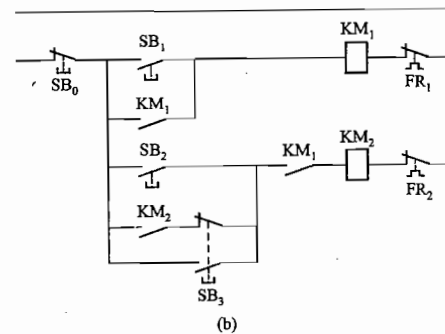 SB₁ KM₁
SB₀ FR₁
KM₁
SB₂ KM₁ KM₂
FR₂
KM₂
SB₃
(b)